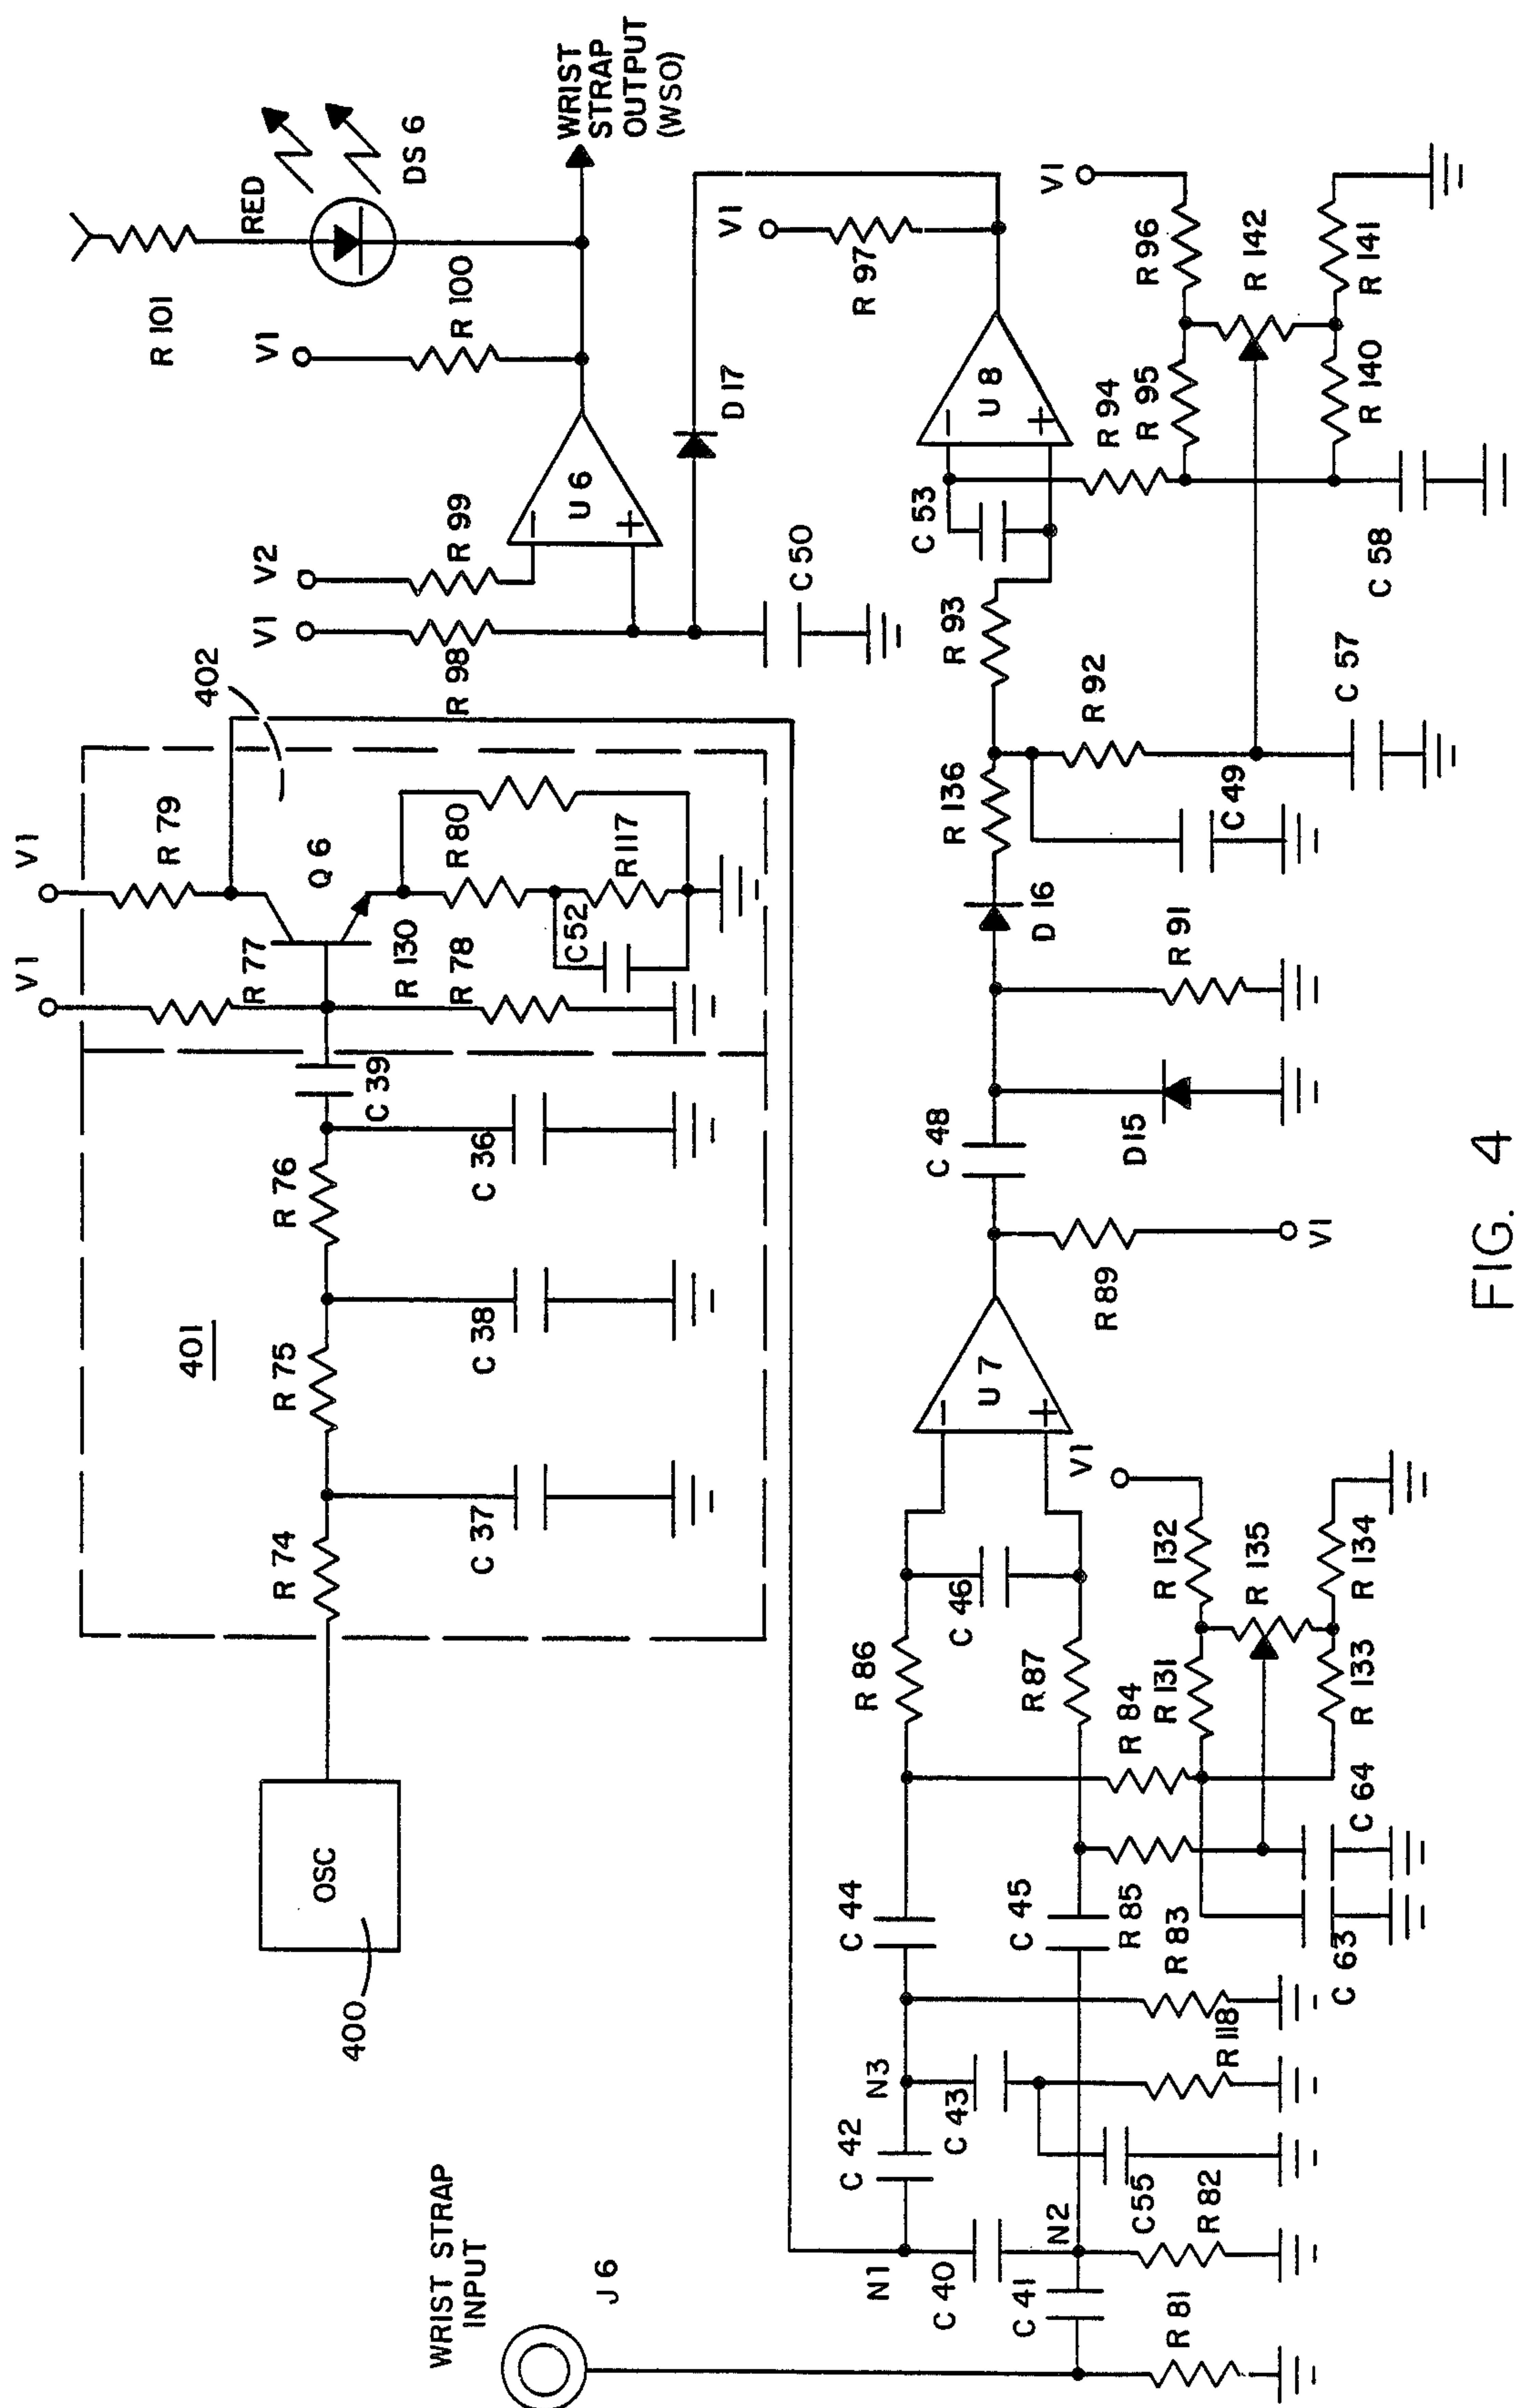 V1
V1
R 79
R 77
402
Q 6
R 130
R 80
R 78
C 52
R 117
401
R 74
R 75
R 76
C 39
C 37
C 38
C 36
OSC
400
V1
V2
V1
R 101
RED
DS 6
R 98
R 99
R 100
U 6
C 50
D 17
WRIST
STRAP
OUTPUT
(WSO)
V1
R 97
WRIST STRAP
INPUT
J 6
N1
C 42
N3
C 44
R 86
U 7
C 48
R 136
R 93
C 53
U 8
C 40
C 43
C 46
C 41
N2
C 45
R 87
V1
R 89
V1
D 15
R 91
D 16
C 49
R 92
R 94
R 95
R 96
V1
R 81
R 82
C 55
R 118
R 83
R 85
R 84
R 131
R 132
R 135
R 133
R 134
C 63
C 64
C 57
C 58
R 142
R 140
R 141
FIG. 4